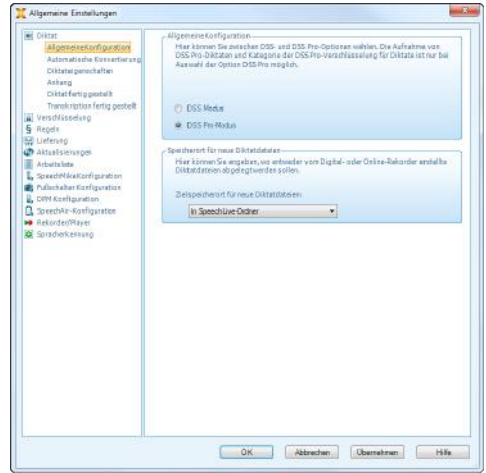 Allgemeine Einstellungen
Diktat
Allgemeine Konfiguration
Automatische Konvertierung
Diktateigenschaften
Anhang
Diktat fertig gestellt
Transkription fertig gestellt
Verschlüsselung
Regeln
Lieferung
Aktualisierungen
Arbeitsliste
SpeechMike Konfiguration
Fußschalter Konfiguration
DPM Konfiguration
SpeechAir-Konfiguration
Rekorder/Player
Spracherkennung
Allgemeine Konfiguration
Hier können Sie zwischen DSS- und DSS Pro-Optionen wählen. Die Aufnahme von
DSS Pro-Diktaten und Kategorie der DSS Pro-Verschlüsselung für Diktate ist nur bei
Auswahl der Option DSS Pro möglich.
DSS Modus
DSS Pro-Modus
Speicherort für neue Diktatdateien
Hier können Sie angeben, wo entweder vom Digital- oder Online-Rekorder erstellte
Diktatdateien abgelegt werden sollen.
Zielspeicherort für neue Diktatdateien:
In SpeechLive-Ordner
OK
Abbrechen
Übernehmen
Hilfe